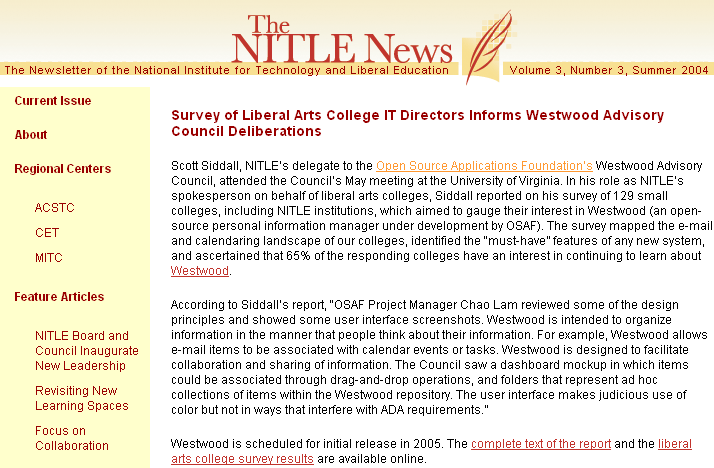 The
NITLE News
The Newsletter of the National Institute for Technology and Liberal Education
Volume 3, Number 3, Summer 2004
Current Issue
About
Regional Centers
ACSTC
CET
MITC
Feature Articles
NITLE Board and
Council Inaugurate
New Leadership
Revisiting New
Learning Spaces
Focus on
Collaboration
Survey of Liberal Arts College IT Directors Informs Westwood Advisory
Council Deliberations
Scott Siddall, NITLE's delegate to the Open Source Applications Foundation's Westwood Advisory
Council, attended the Council's May meeting at the University of Virginia. In his role as NITLE's
spokesperson on behalf of liberal arts colleges, Siddall reported on his survey of 129 small
colleges, including NITLE institutions, which aimed to gauge their interest in Westwood (an open-
source personal information manager under development by OSAF). The survey mapped the e-mail
and calendaring landscape of our colleges, identified the "must-have" features of any new system,
and ascertained that 65% of the responding colleges have an interest in continuing to learn about
Westwood.
According to Siddall's report, "OSAF Project Manager Chao Lam reviewed some of the design
principles and showed some user interface screenshots. Westwood is intended to organize
information in the manner that people think about their information. For example, Westwood allows
e-mail items to be associated with calendar events or tasks. Westwood is designed to facilitate
collaboration and sharing of information. The Council saw a dashboard mockup in which items
could be associated through drag-and-drop operations, and folders that represent ad hoc
collections of items within the Westwood repository. The user interface makes judicious use of
color but not in ways that interfere with ADA requirements."
Westwood is scheduled for initial release in 2005. The complete text of the report and the liberal
arts college survey results are available online.